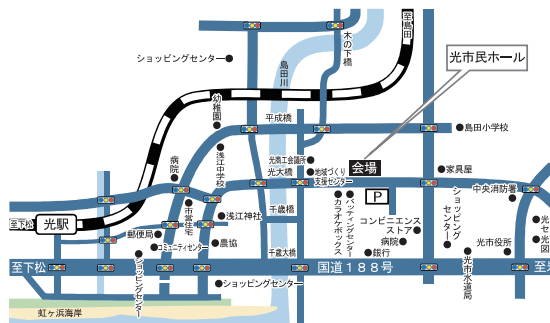 至島田
木の下橋
ショッピングセンター
光市民ホール
島田川
幼稚園
平成橋
島田小学校
浅江中学校
病院
光商工会議所
地域づくり
支援センター
光大橋
会場
家具屋
中央消防署
P
バッティングセンター
カラオケボックス
ショッピング
センター
市営住宅
千歳橋
浅江神社
コンビニエンス
ストアー
至下松
光駅
郵便局
コミュニティセンター
農協
病院
光市役所
千歳大橋
銀行
至下松
国道188号
ショッピングセンター
ショッピングセンター
光市水道局
虹ヶ浜海岸